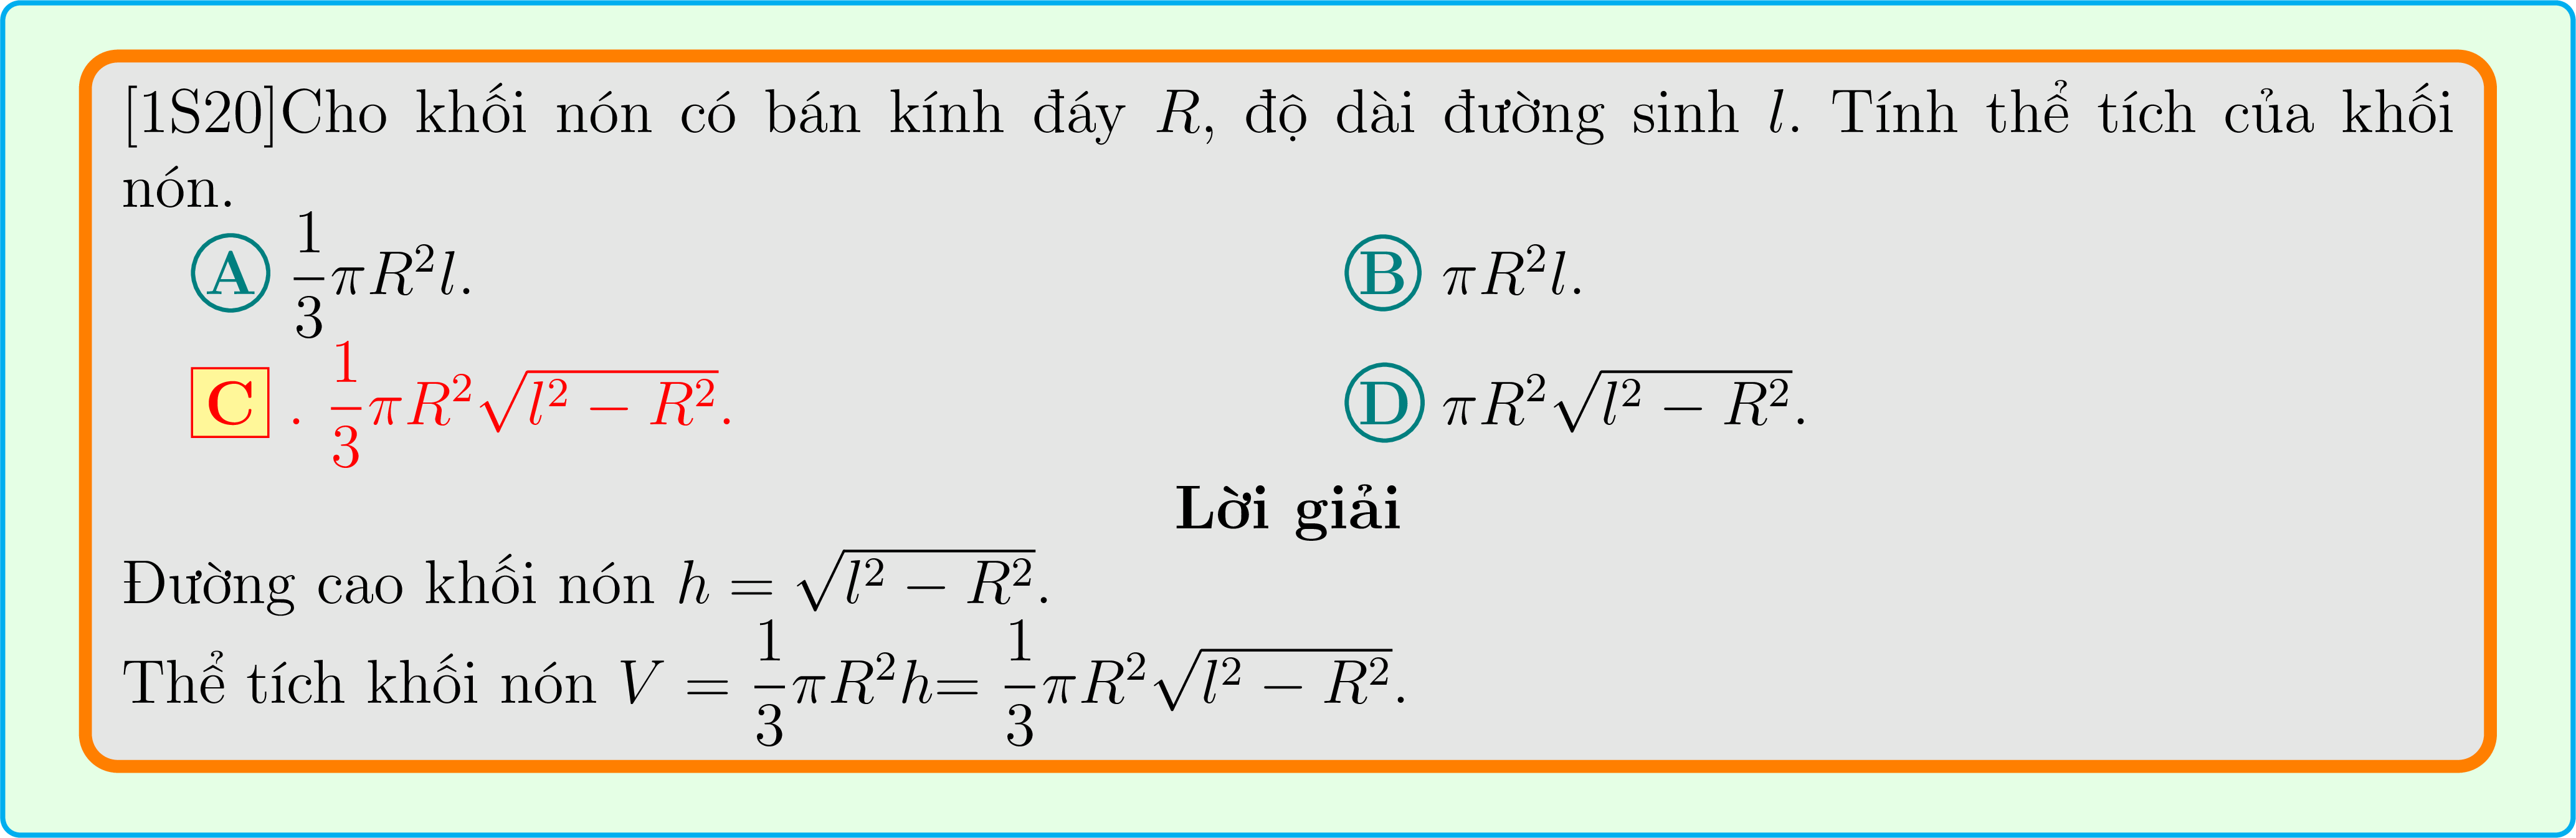 [1S20]Cho khối nón có bán kính đáy R, độ dài đường sinh l. Tính thể tích của khối
nón.
A $\frac{1}{3}\pi R^2 l$. B $\pi R^2 l$.
C . $\frac{1}{3}\pi R^2\sqrt{l^2 - R^2}$. D $\pi R^2\sqrt{l^2 - R^2}$.
Lời giải
Đường cao khối nón $h = \sqrt{l^2 - R^2}$.
Thể tích khối nón $V = \frac{1}{3}\pi R^2 h = \frac{1}{3}\pi R^2\sqrt{l^2 - R^2}$.